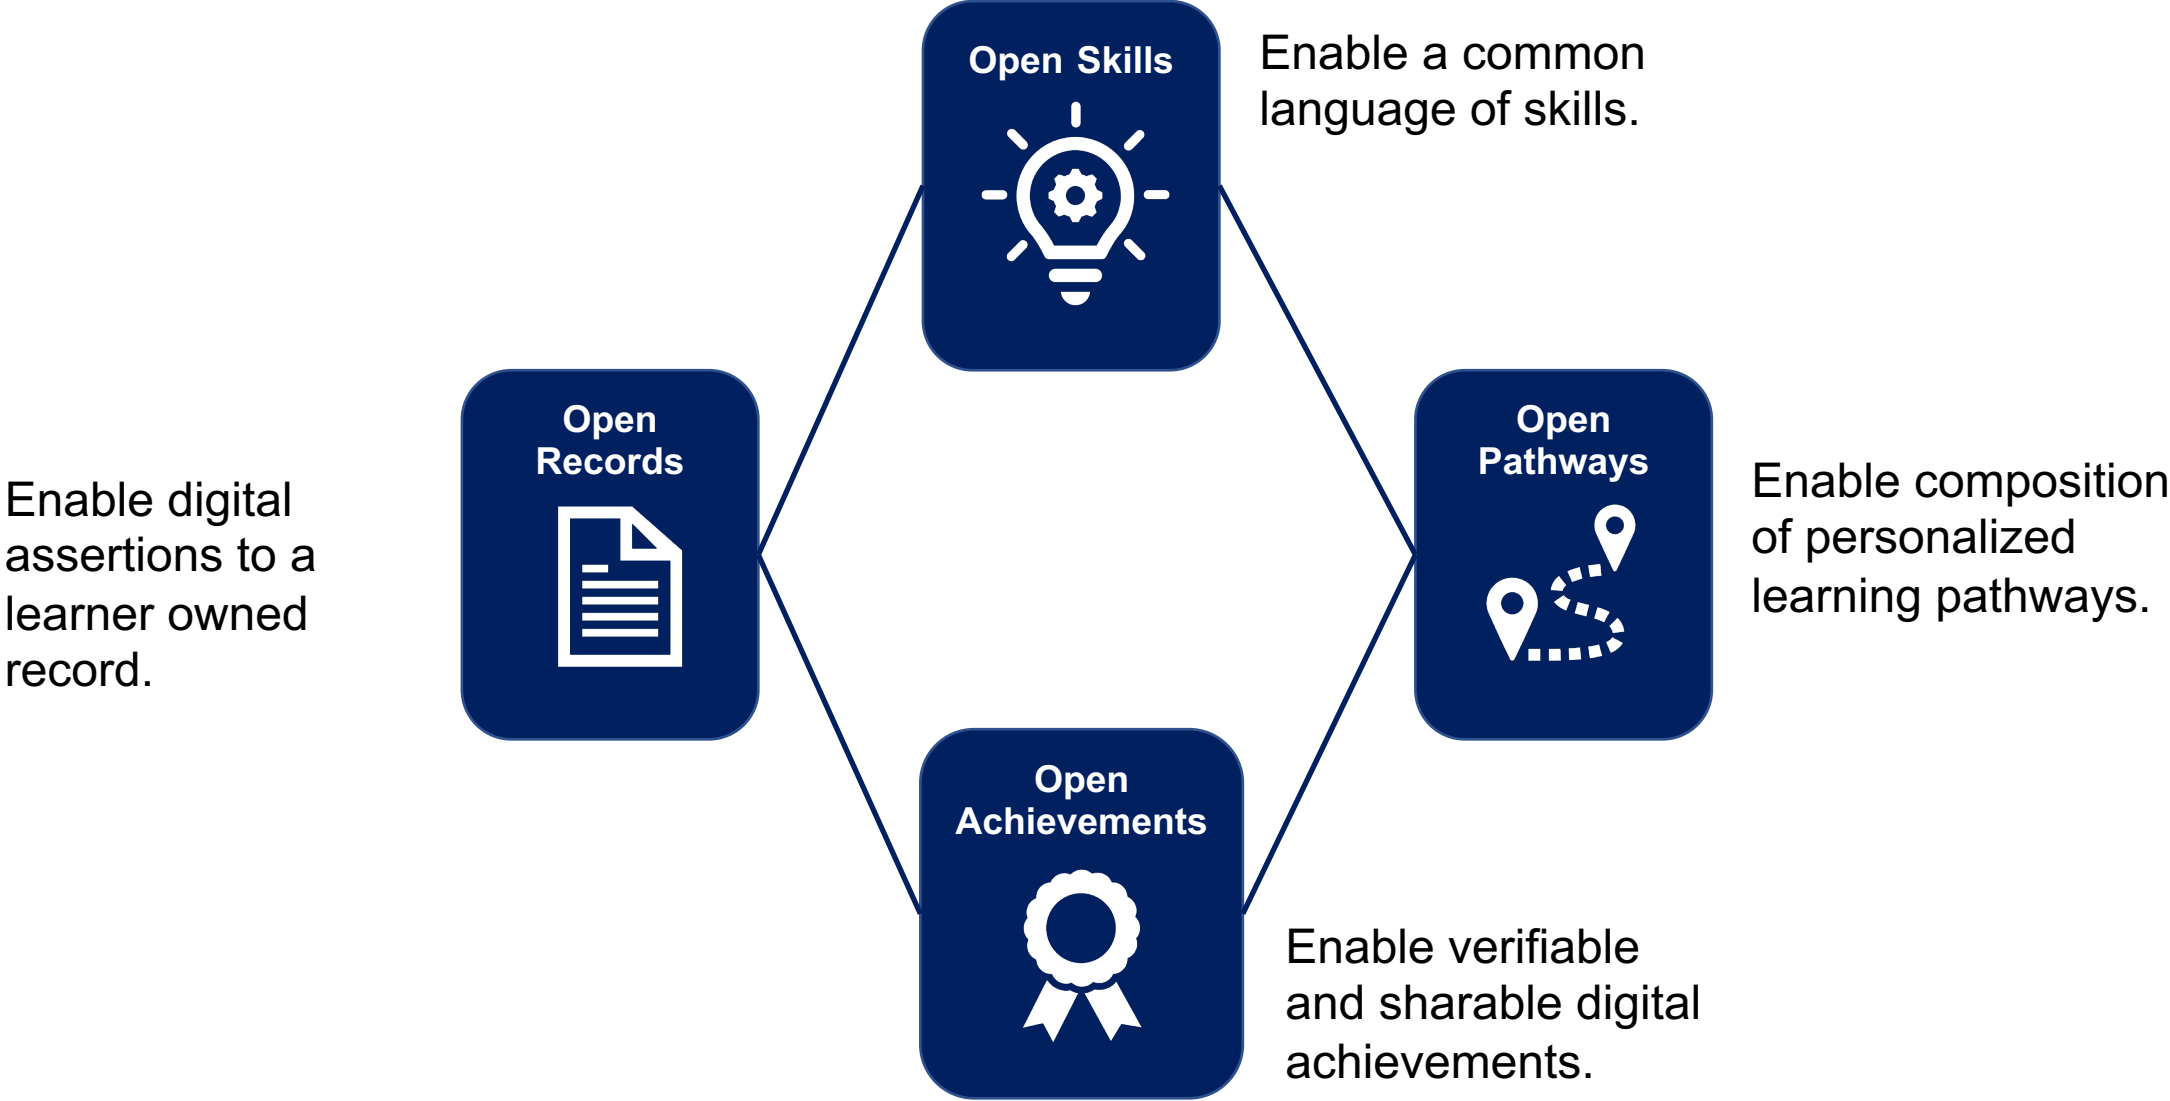 Open Skills
Enable a common
language of skills.
Open
Records
Enable digital
assertions to a
learner owned
record.
Open
Pathways
Enable composition
of personalized
learning pathways.
Open
Achievements
Enable verifiable
and sharable digital
achievements.